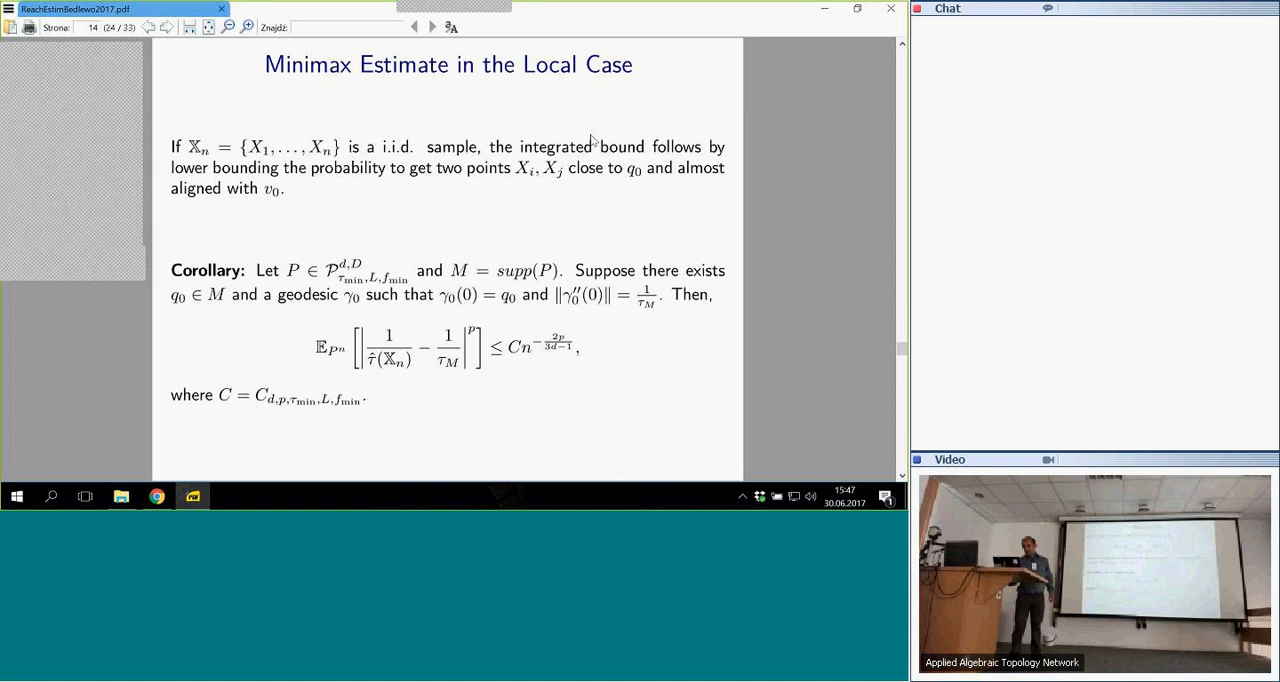 ReachEstimBedlewo2017.pdf
Strona: 14 (24 / 33) Znajdź:
Minimax Estimate in the Local Case
If 𝕏ₙ = {X₁, . . . , Xₙ} is a i.i.d. sample, the integrated bound follows by
lower bounding the probability to get two points Xᵢ, Xⱼ close to q₀ and almost
aligned with v₀.
Corollary: Let P ∈ 𝒫^{d,D}_{τ_min,L,f_min} and M = supp(P). Suppose there exists
q₀ ∈ M and a geodesic γ₀ such that γ₀(0) = q₀ and ‖γ₀″(0)‖ = 1/τ_M. Then,
𝔼_{Pⁿ} [ | 1/τ̂(𝕏ₙ) − 1/τ_M |^p ] ≤ Cn^{−2p/(3d−1)},
where C = C_{d,p,τ_min,L,f_min}.
15:47
30.06.2017
Chat
Video
Applied Algebraic Topology Network